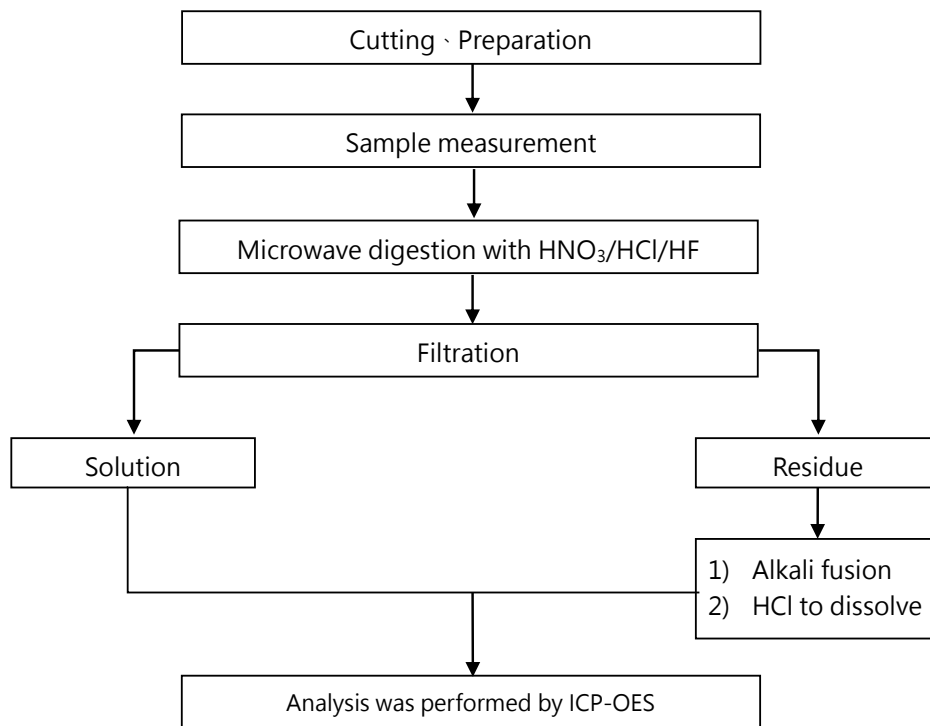 Cutting、Preparation
Sample measurement
Microwave digestion with HNO₃/HCl/HF
Filtration
Solution
Residue
1) Alkali fusion
2) HCl to dissolve
Analysis was performed by ICP-OES